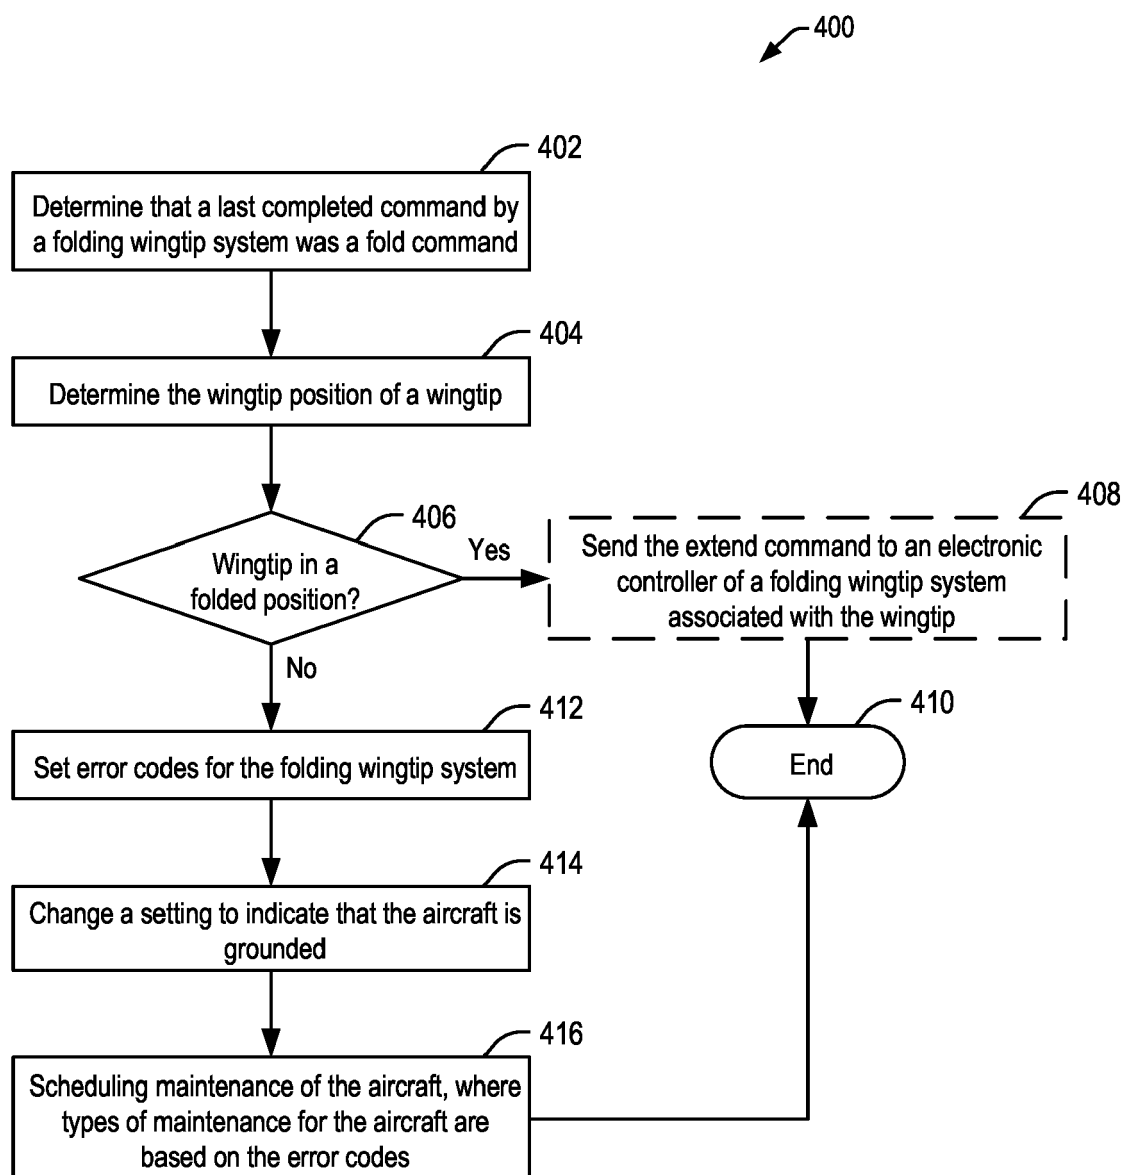 400
402
Determine that a last completed command by
a folding wingtip system was a fold command
404
Determine the wingtip position of a wingtip
406
Wingtip in a
folded position?
Yes
408
Send the extend command to an electronic
controller of a folding wingtip system
associated with the wingtip
No
410
End
412
Set error codes for the folding wingtip system
414
Change a setting to indicate that the aircraft is
grounded
416
Scheduling maintenance of the aircraft, where
types of maintenance for the aircraft are
based on the error codes